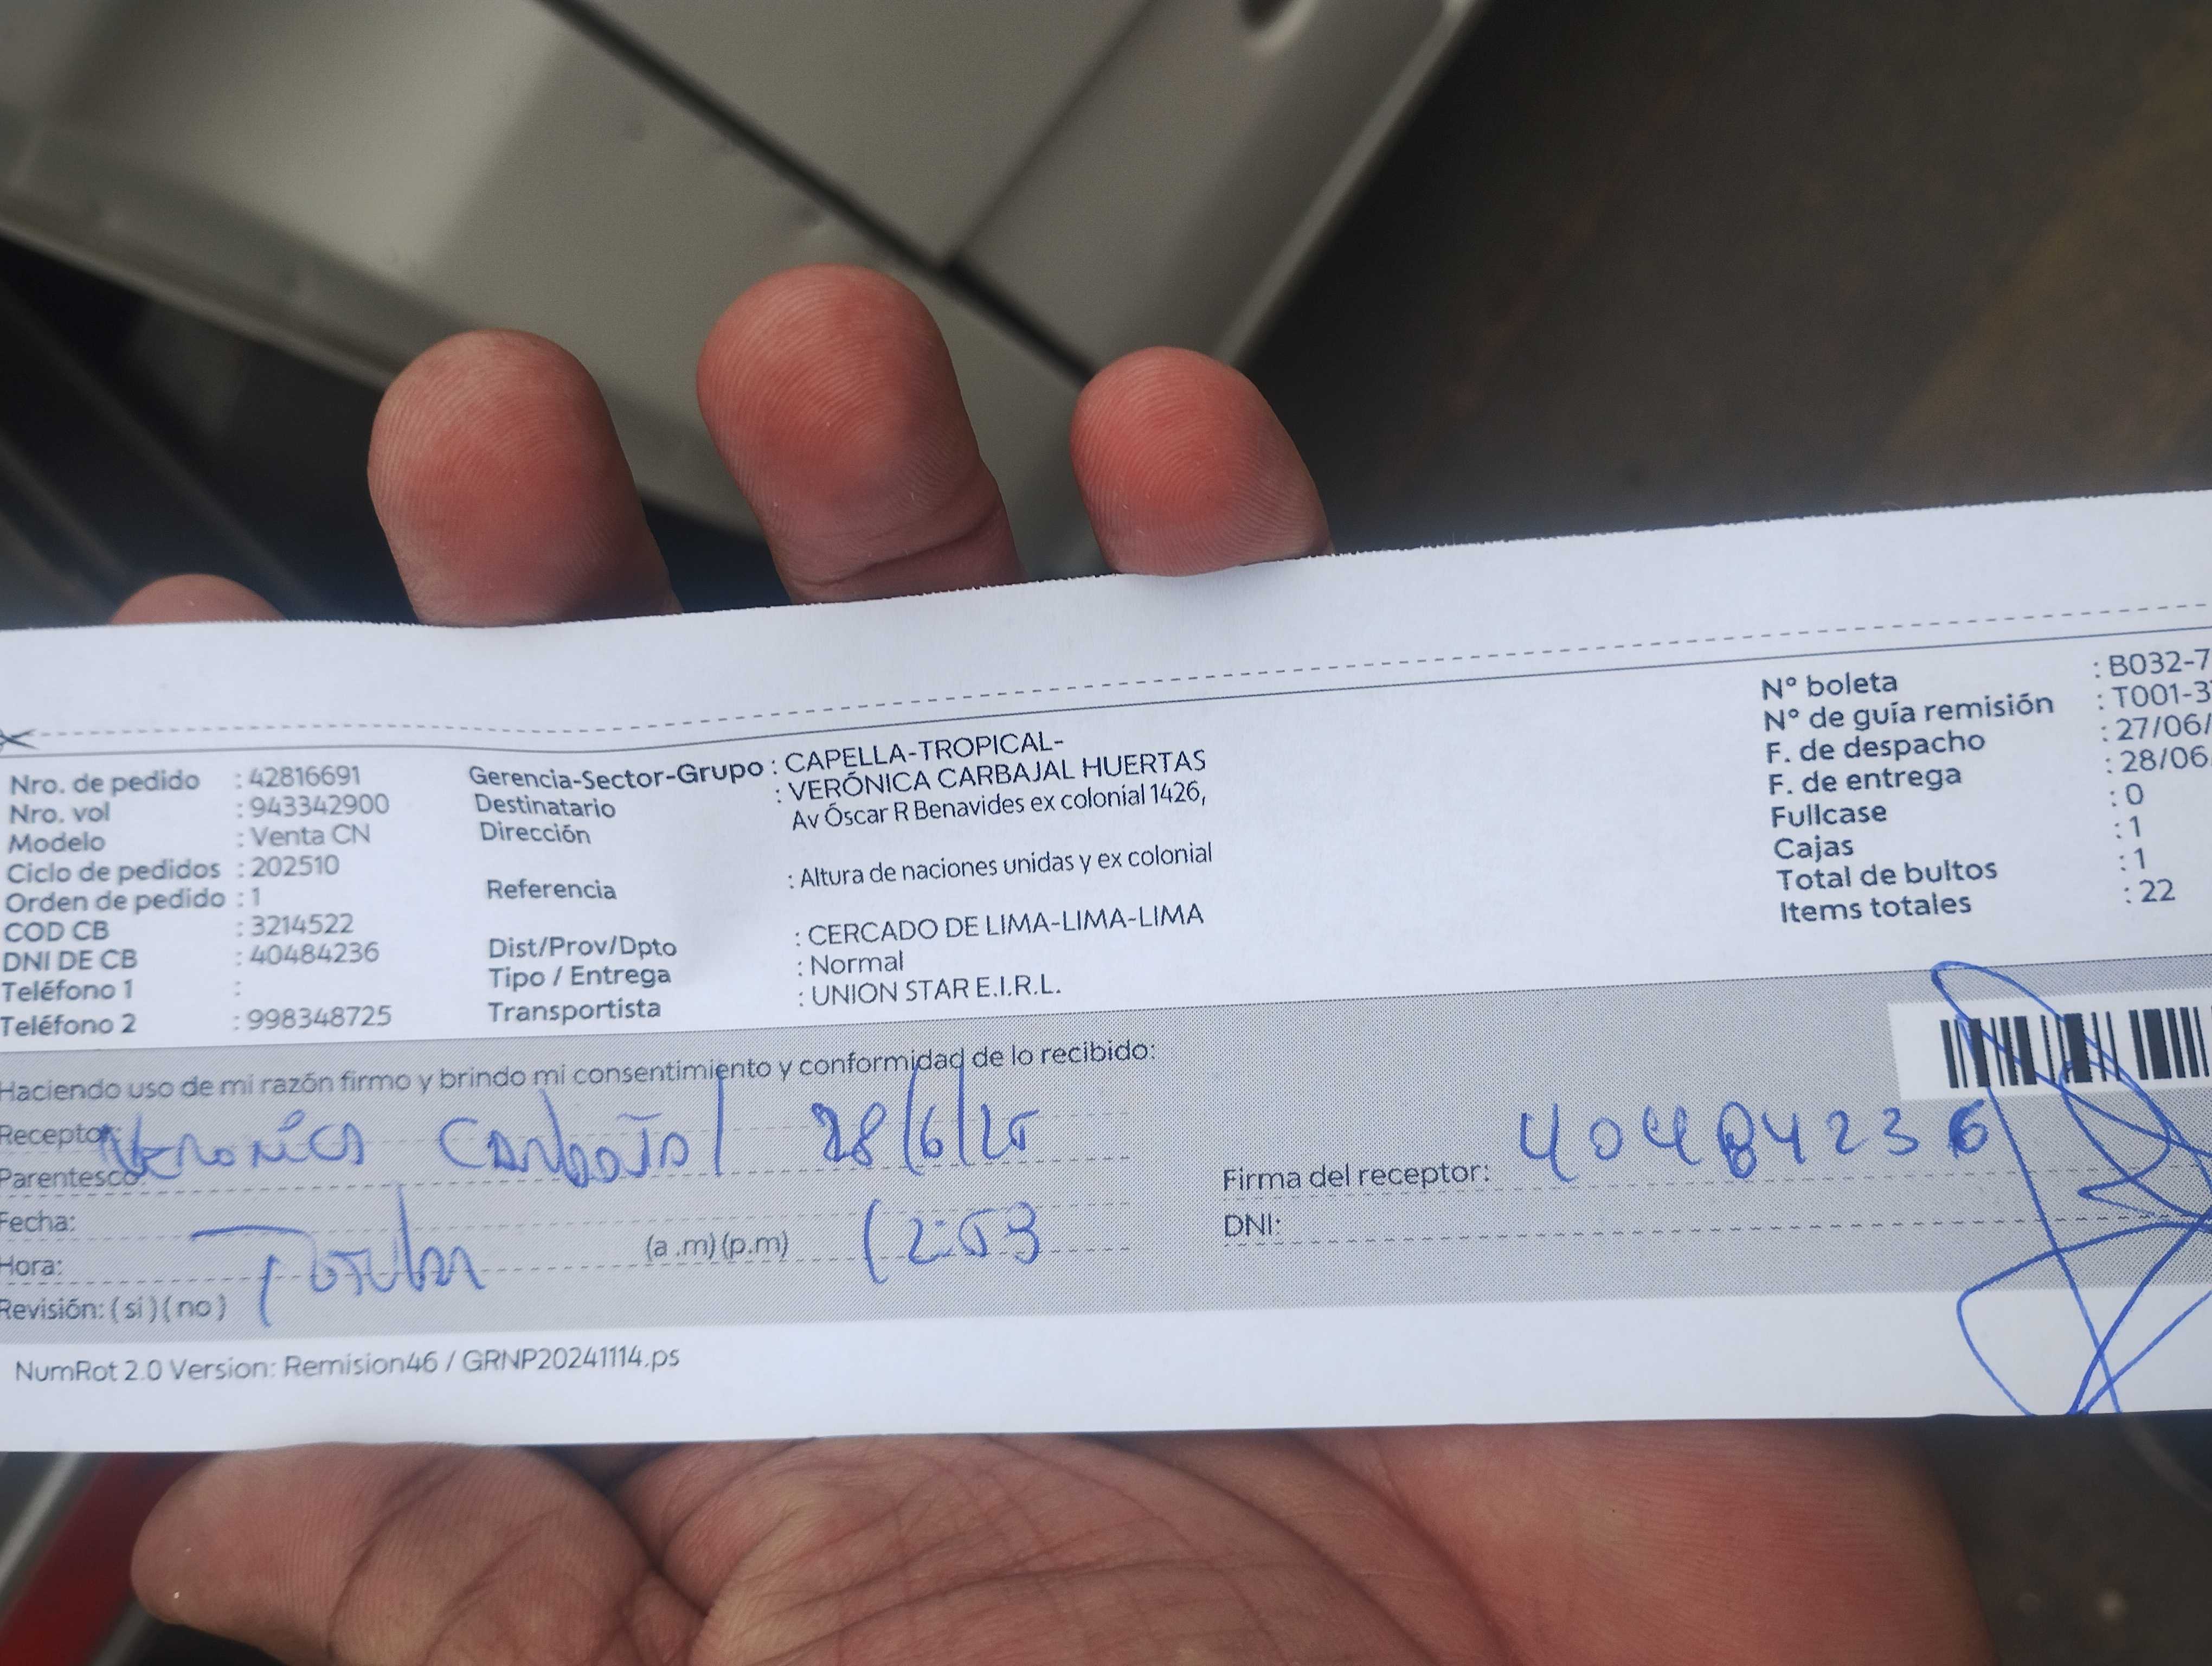 Nro. de pedido : 42816691
Nro. vol : 943342900
Modelo : Venta CN
Ciclo de pedidos : 202510
Orden de pedido : 1
COD CB : 3214522
DNI DE CB : 40484236
Teléfono 1 :
Teléfono 2 : 998348725
Gerencia-Sector-Grupo : CAPELLA-TROPICAL-
Destinatario : VERÓNICA CARBAJAL HUERTAS
Dirección Av Óscar R Benavides ex colonial 1426,
Referencia : Altura de naciones unidas y ex colonial
Dist/Prov/Dpto : CERCADO DE LIMA-LIMA-LIMA
Tipo / Entrega : Normal
Transportista : UNION STAR E.I.R.L.
N° boleta : B032-7
N° de guía remisión : T001-3
F. de despacho : 27/06/
F. de entrega : 28/06
Fullcase : 0
Cajas : 1
Total de bultos : 1
Items totales : 22
Haciendo uso de mi razón firmo y brindo mi consentimiento y conformidad de lo recibido:
Receptor: Veronica Carbajal 28/6/25
Parentesco:
Fecha:
Hora: (a .m) (p.m) 12:53
Revisión: ( si ) ( no ) Titular
Firma del receptor: 40484236
DNI:
NumRot 2.0 Version: Remision46 / GRNP20241114.ps